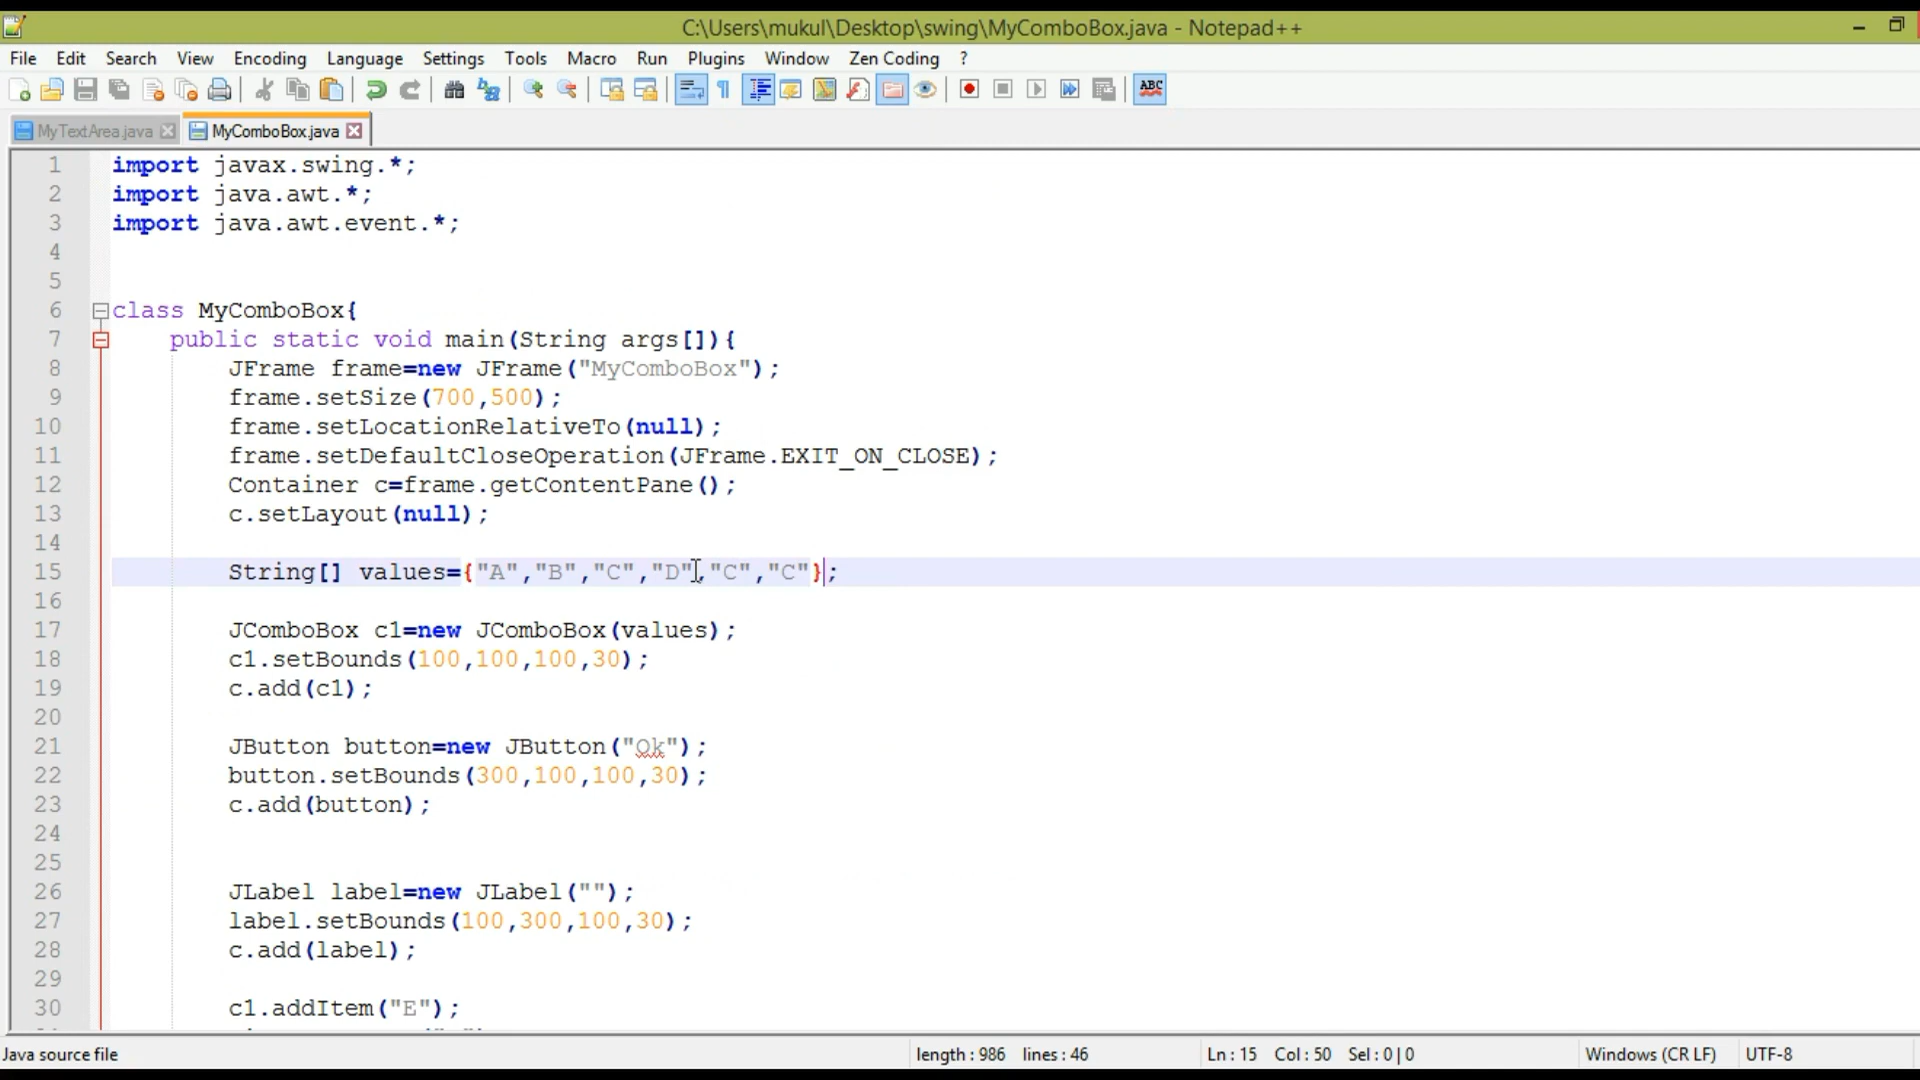 C:\Users\mukul\Desktop\swing\MyComboBox.java - Notepad++
File Edit Search View Encoding Language Settings Tools Macro Run Plugins Window Zen Coding ?
ABC
MyTextArea.java MyComboBox.java
1 import javax.swing.*;
2 import java.awt.*;
3 import java.awt.event.*;
4
5
6 class MyComboBox{
7 public static void main(String args[]){
8 JFrame frame=new JFrame("MyComboBox");
9 frame.setSize(700,500);
10 frame.setLocationRelativeTo(null);
11 frame.setDefaultCloseOperation(JFrame.EXIT_ON_CLOSE);
12 Container c=frame.getContentPane();
13 c.setLayout(null);
14
15 String[] values={"A","B","C","D","C","C"};
16
17 JComboBox c1=new JComboBox(values);
18 c1.setBounds(100,100,100,30);
19 c.add(c1);
20
21 JButton button=new JButton("Ok");
22 button.setBounds(300,100,100,30);
23 c.add(button);
24
25
26 JLabel label=new JLabel("");
27 label.setBounds(100,300,100,30);
28 c.add(label);
29
30 c1.addItem("E");
Java source file length : 986 lines : 46 Ln : 15 Col : 50 Sel : 0 | 0 Windows (CR LF) UTF-8